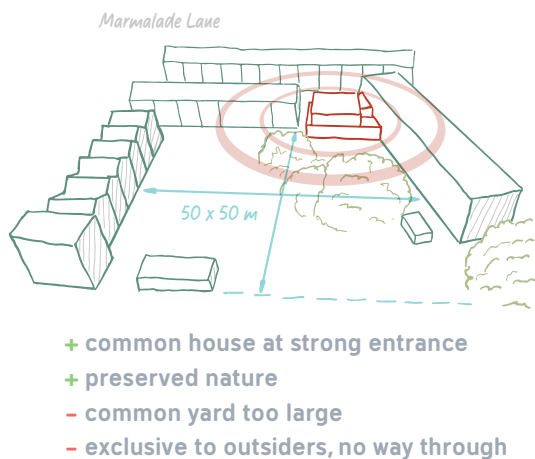 Marmalade Lane
50 x 50 m
+ common house at strong entrance
+ preserved nature
- common yard too large
- exclusive to outsiders, no way through